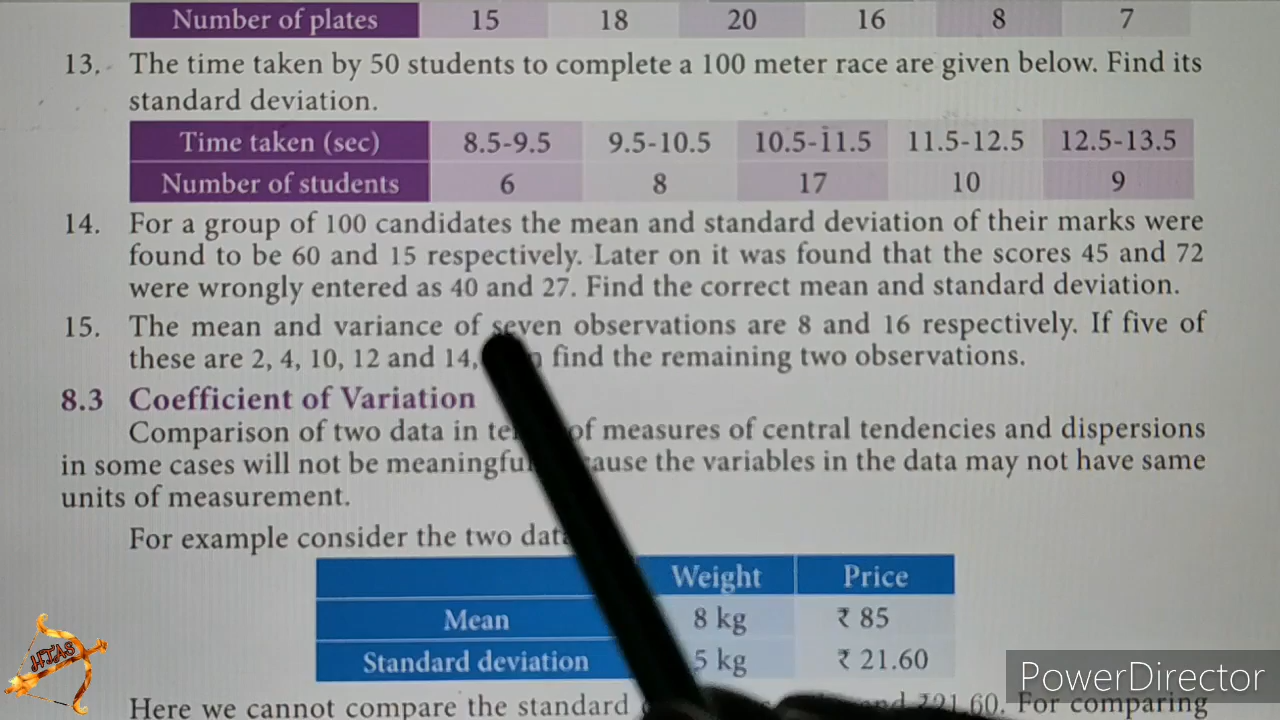 Number of plates 15 18 20 16 8 7
13. The time taken by 50 students to complete a 100 meter race are given below. Find its
standard deviation.
Time taken (sec) 8.5-9.5 9.5-10.5 10.5-11.5 11.5-12.5 12.5-13.5
Number of students 6 8 17 10 9
14. For a group of 100 candidates the mean and standard deviation of their marks were
found to be 60 and 15 respectively. Later on it was found that the scores 45 and 72
were wrongly entered as 40 and 27. Find the correct mean and standard deviation.
15. The mean and variance of seven observations are 8 and 16 respectively. If five of
these are 2, 4, 10, 12 and 14, find the remaining two observations.
8.3 Coefficient of Variation
Comparison of two data in of measures of central tendencies and dispersions
in some cases will not be meaningful the variables in the data may not have same
units of measurement.
For example consider the two data
Weight Price
Mean 8 kg ₹ 85
Standard deviation 5 kg ₹ 21.60
HTAS
PowerDirector
Here we cannot compare the standard ₹21.60. For comparing